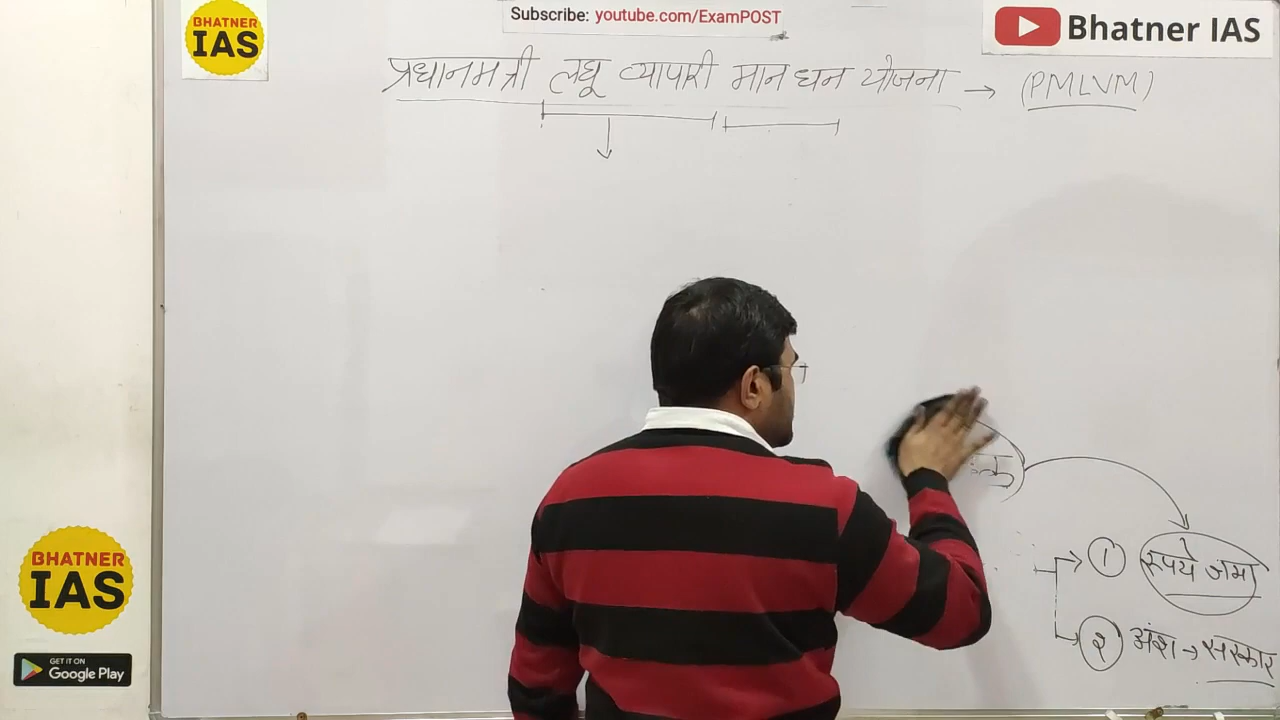 BHATNER
IAS
Subscribe: youtube.com/ExamPOST
Bhatner IAS
प्रधानमंत्री लघु व्यापारी मान धन योजना → (PMLVM)
① रूपये जमा
② अंश → सरकार
BHATNER
IAS
GET IT ON
Google Play